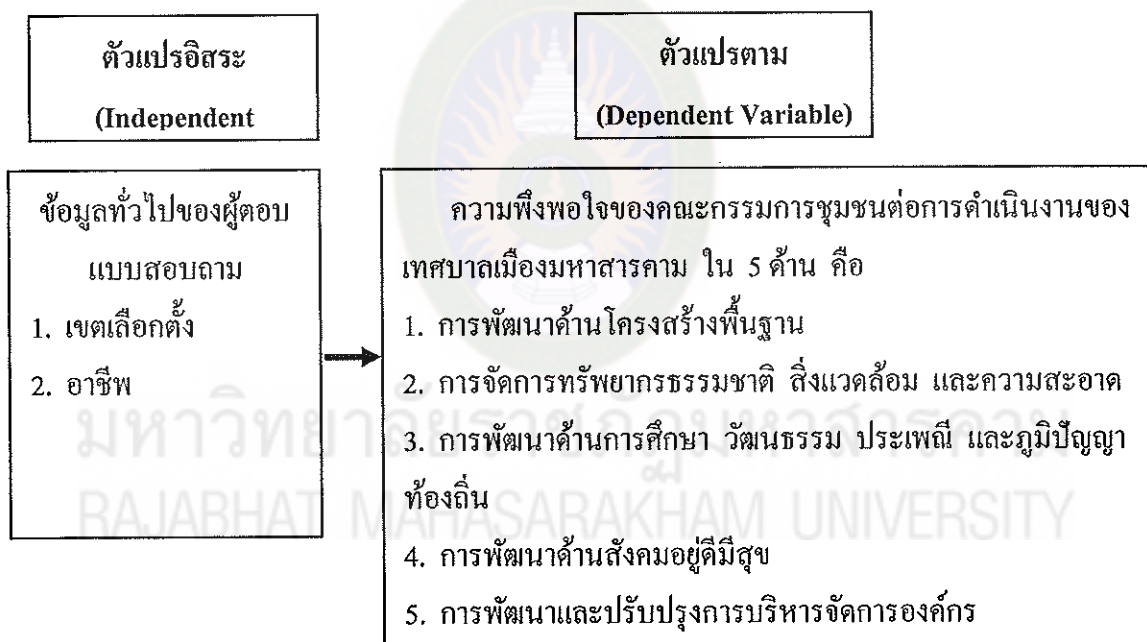 ตัวแปรอิสระ
(Independent
ตัวแปรตาม
(Dependent Variable)
ข้อมูลทั่วไปของผู้ตอบ
แบบสอบถาม
1. เขตเลือกตั้ง
2. อาชีพ
ความพึงพอใจของคณะกรรมการชุมชนต่อการดำเนินงานของ
เทศบาลเมืองมหาสารคาม ใน 5 ด้าน คือ
1. การพัฒนาด้านโครงสร้างพื้นฐาน
2. การจัดการทรัพยากรธรรมชาติ สิ่งแวดล้อม และความสะอาด
3. การพัฒนาด้านการศึกษา วัฒนธรรม ประเพณี และภูมิปัญญา
ท้องถิ่น
4. การพัฒนาด้านสังคมอยู่ดีมีสุข
5. การพัฒนาและปรับปรุงการบริหารจัดการองค์กร
มหาวิทยาลัยราชภัฏมหาสารคาม
RAJABHAT MAHASARAKHAM UNIVERSITY